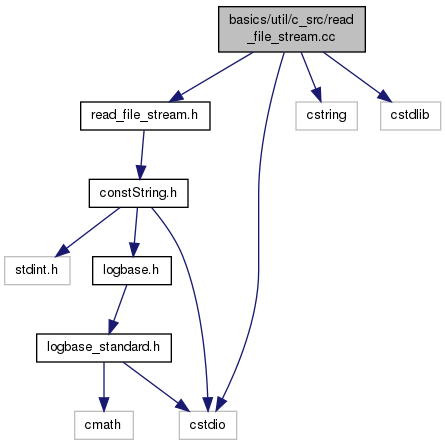 basics/util/c_src/read
_file_stream.cc
read_file_stream.h
cstring
cstdlib
constString.h
stdint.h
logbase.h
logbase_standard.h
cmath
cstdio